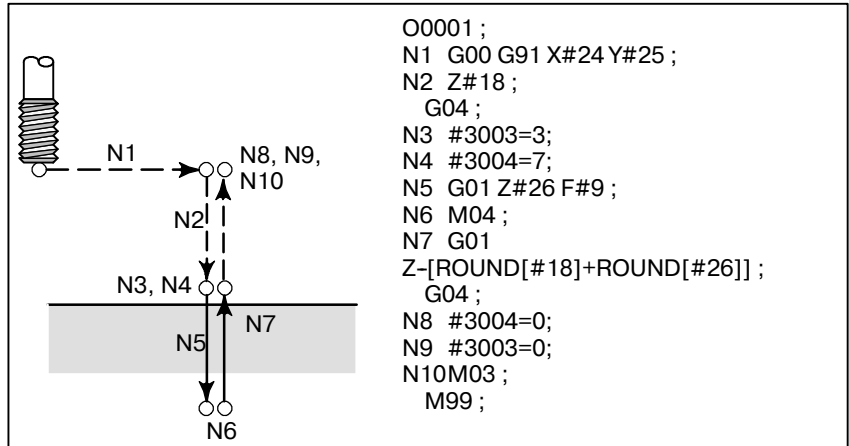 N1
N8, N9,
N10
N2
N3, N4
N7
N5
N6
O0001 ;
N1 G00 G91 X#24 Y#25 ;
N2 Z#18 ;
G04 ;
N3 #3003=3;
N4 #3004=7;
N5 G01 Z#26 F#9 ;
N6 M04 ;
N7 G01
Z-[ROUND[#18]+ROUND[#26]] ;
G04 ;
N8 #3004=0;
N9 #3003=0;
N10M03 ;
M99 ;